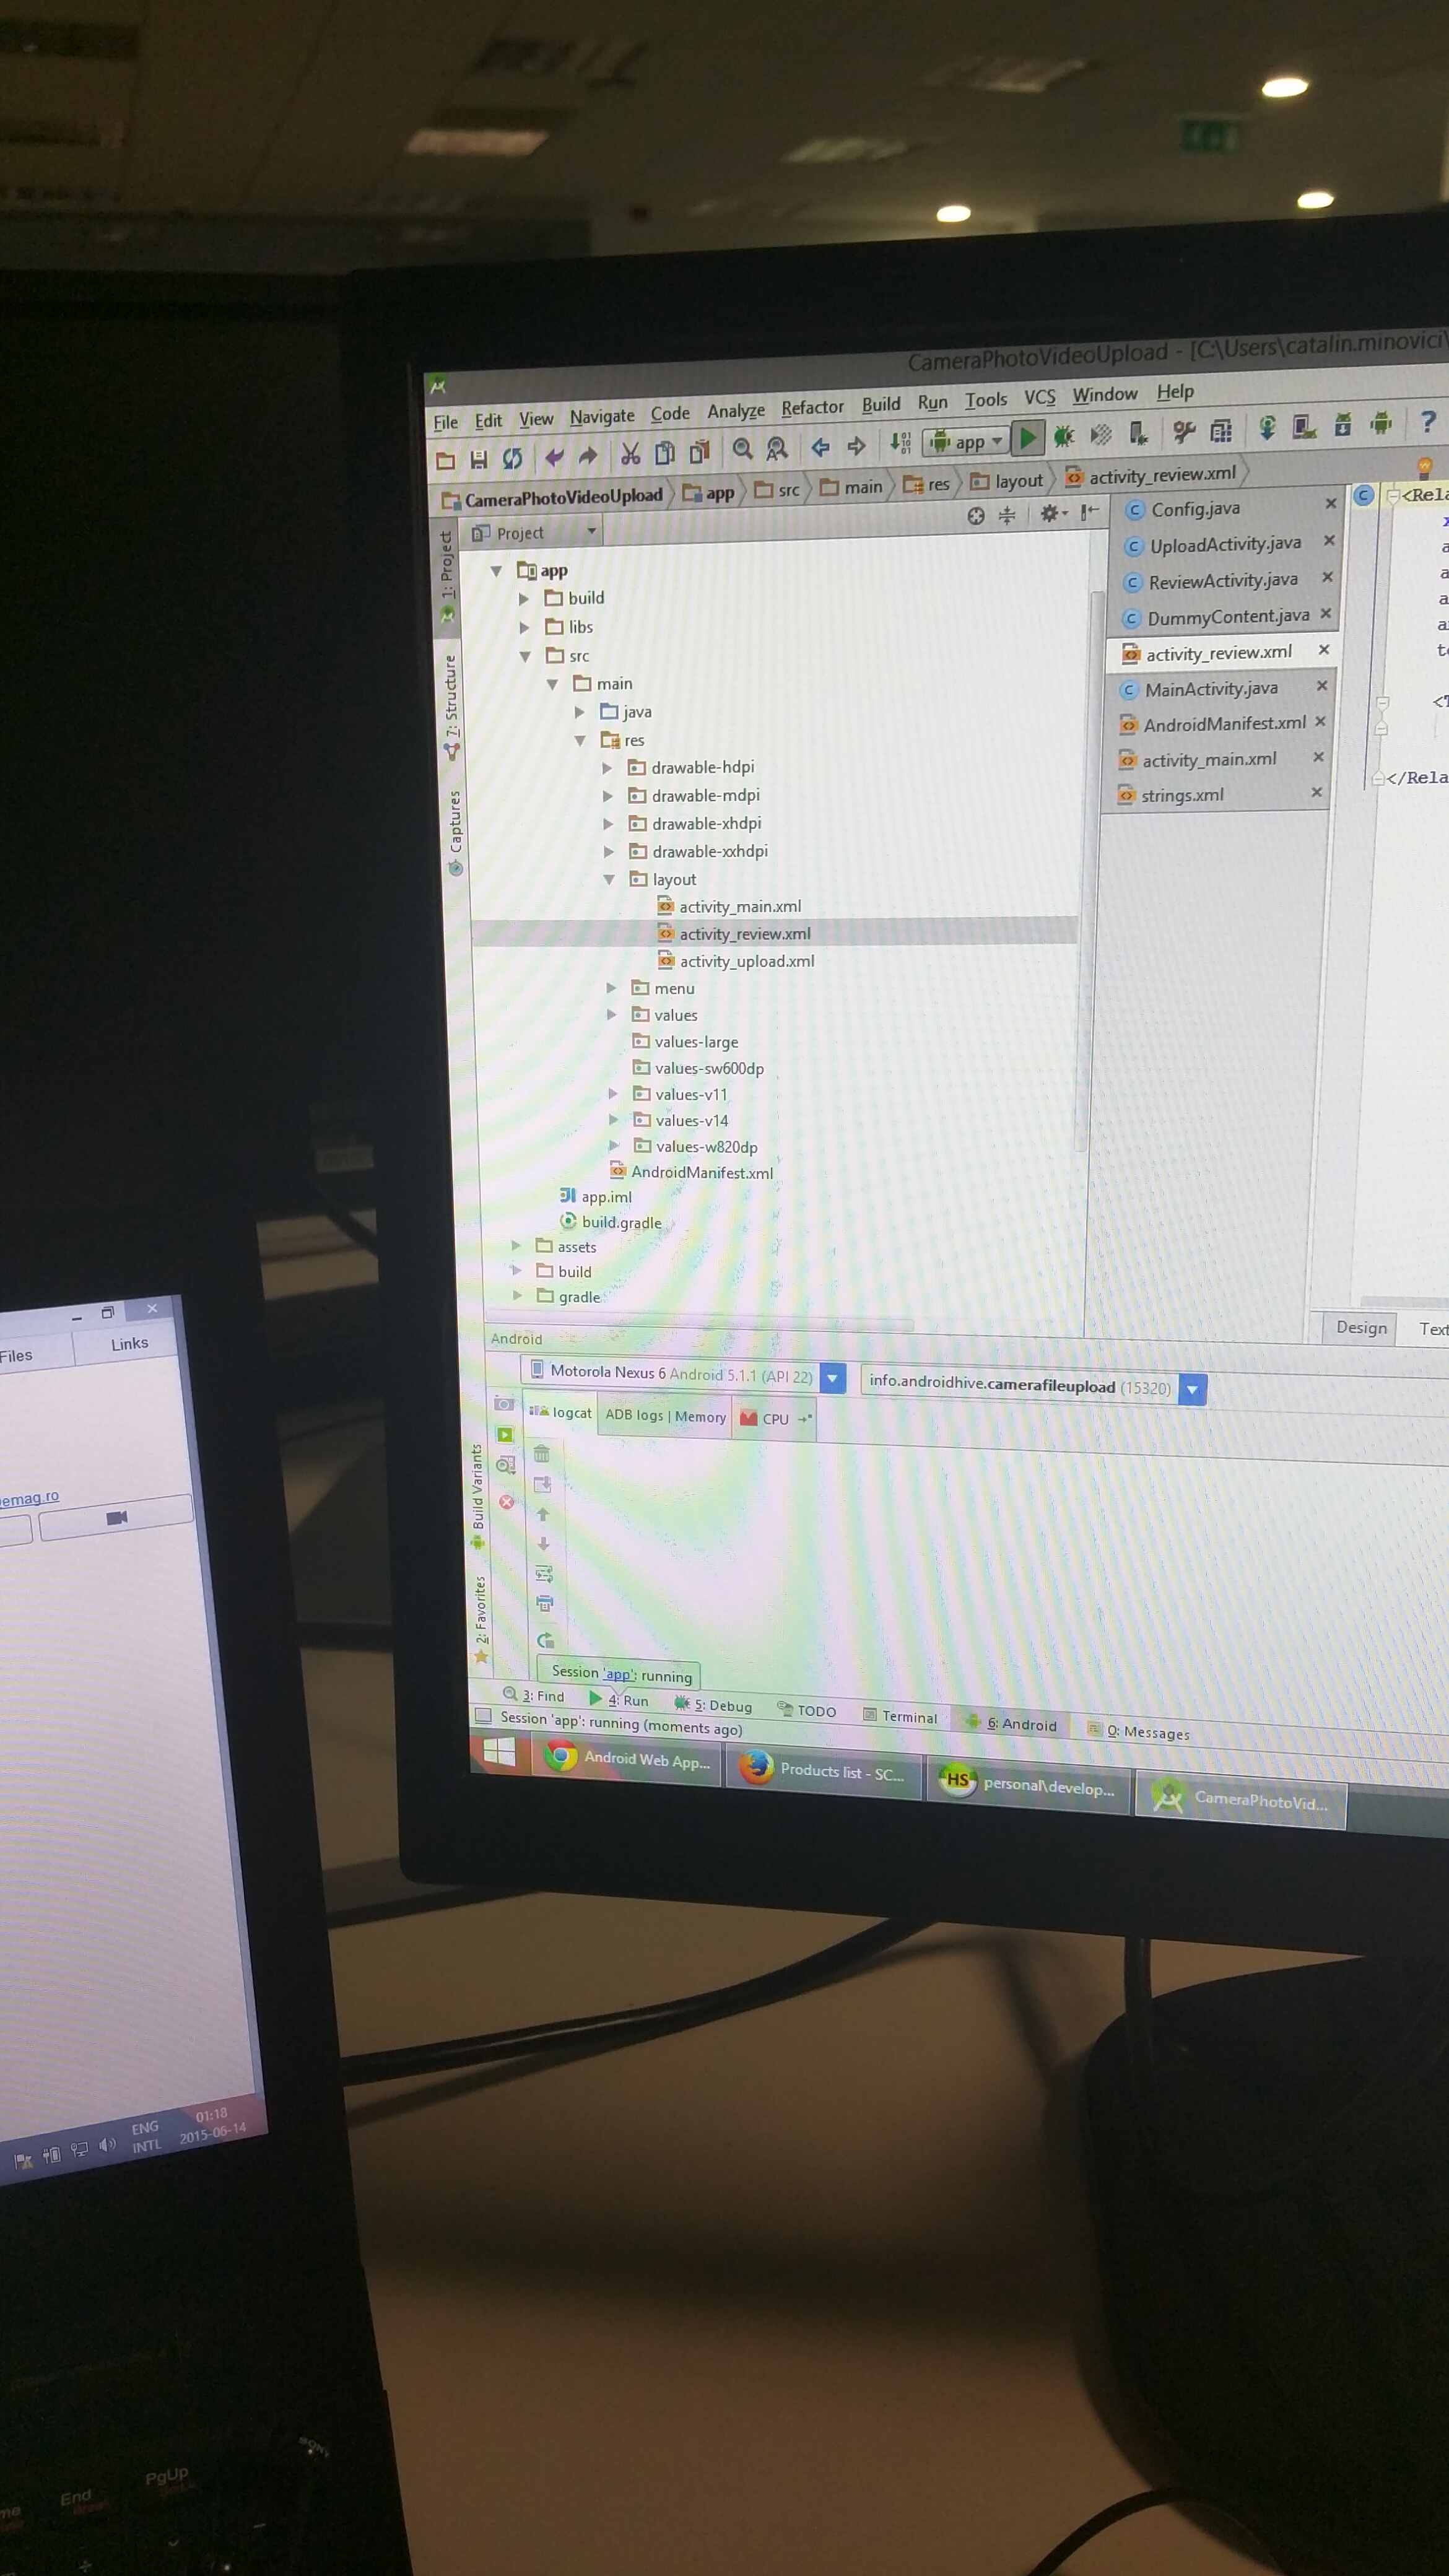 CameraPhotoVideoUpload - [C:\Users\catalin.minovici\
File Edit View Navigate Code Analyze Refactor Build Run Tools VCS Window Help
app
CameraPhotoVideoUpload app src main res layout activity_review.xml
1: Project
7: Structure
Captures
Build Variants
2: Favorites
Project
app
build
libs
src
main
java
res
drawable-hdpi
drawable-mdpi
drawable-xhdpi
drawable-xxhdpi
layout
activity_main.xml
activity_review.xml
activity_upload.xml
menu
values
values-large
values-sw600dp
values-v11
values-v14
values-w820dp
AndroidManifest.xml
app.iml
build.gradle
assets
build
gradle
Config.java
UploadActivity.java
ReviewActivity.java
DummyContent.java
activity_review.xml
MainActivity.java
AndroidManifest.xml
activity_main.xml
strings.xml
<Rela
</Rela
Design Text
Android
Motorola Nexus 6 Android 5.1.1 (API 22) info.androidhive.camerafileupload (15320)
logcat ADB logs | Memory CPU
Session 'app': running
3: Find 4: Run 5: Debug TODO Terminal 6: Android 0: Messages
Session 'app': running (moments ago)
Android Web App... Products list - SC... HS personal\develop... CameraPhotoVid...
Files Links
emag.ro
ENG
INTL
01:18
2015-06-14
SONY
End
PgUp